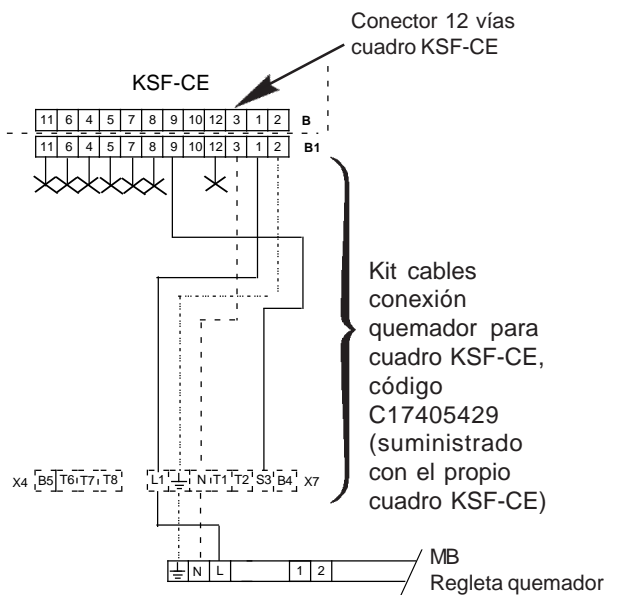 Conector 12 vías
cuadro KSF-CE
KSF-CE
11 6 4 5 7 8 9 10 12 3 1 2 B
11 6 4 5 7 8 9 10 12 3 1 2 B1
Kit cables
conexión
quemador para
cuadro KSF-CE,
código
C17405429
(suministrado
con el propio
cuadro KSF-CE)
X4 B5 T6 T7 T8 L1 N T1 T2 S3 B4 X7
N L 1 2
MB
Regleta quemador